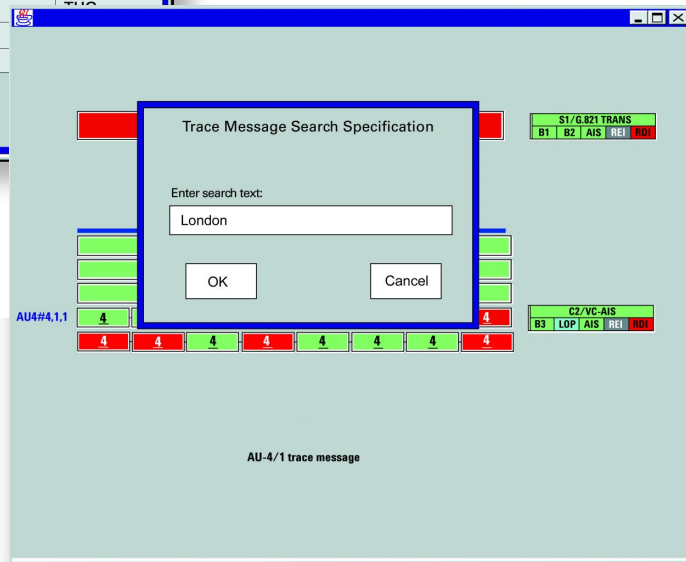 S1/G.821 TRANS
B1 B2 AIS REI RDI
Trace Message Search Specification
Enter search text:
London
OK Cancel
AU4#4,1,1 4 4
C2/VC-AIS
B3 LOP AIS REI RDI
4 4 4 4 4 4 4 4
AU-4/1 trace message